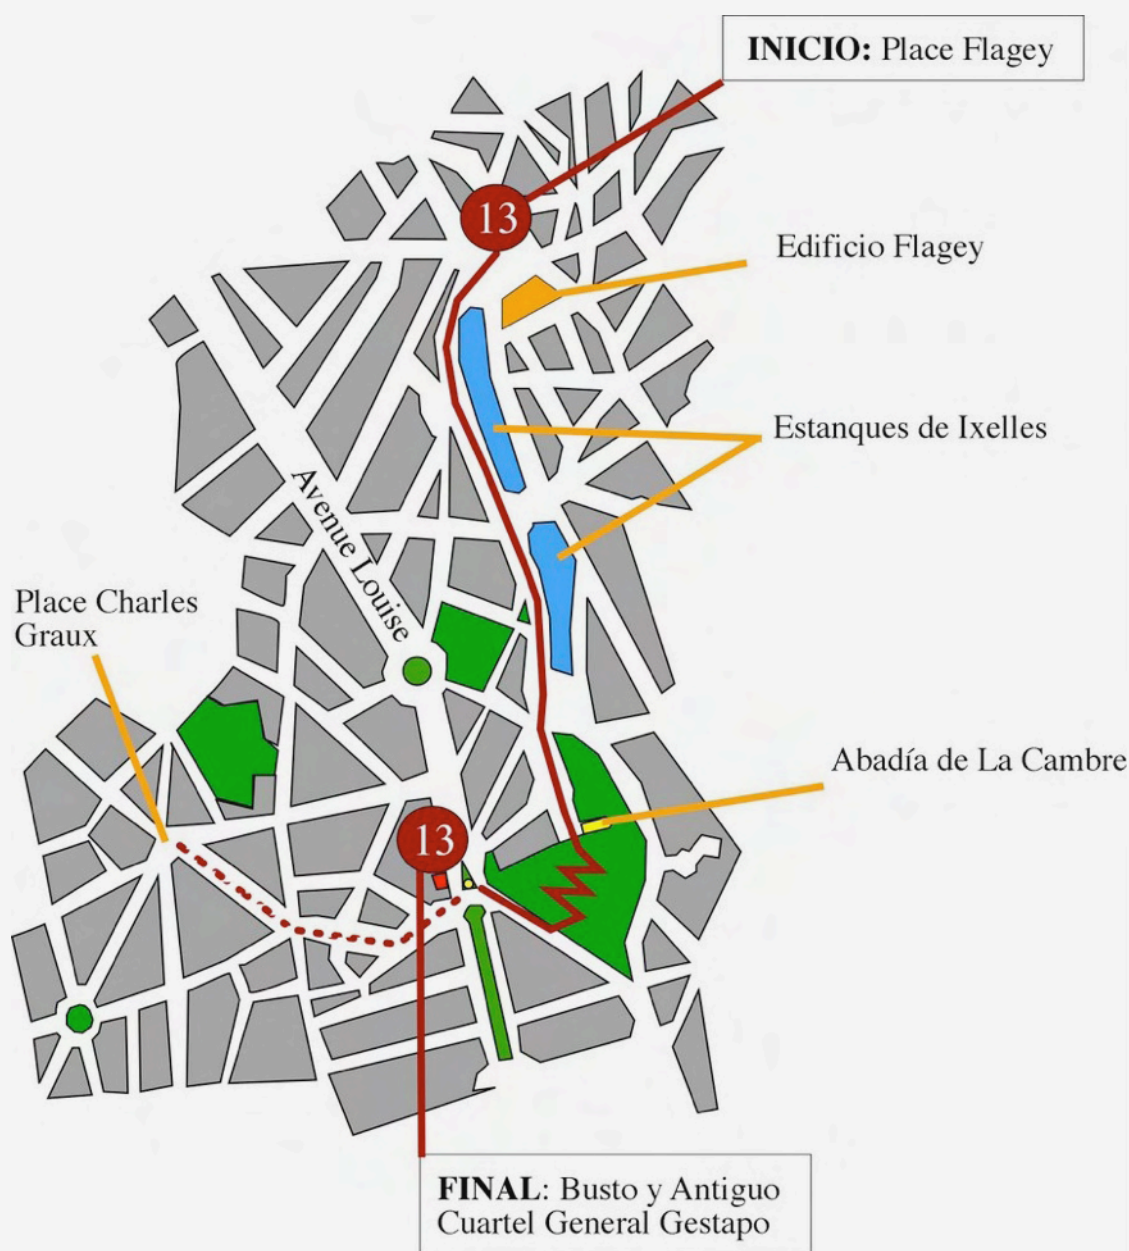 INICIO: Place Flagey
13
Edificio Flagey
Estanques de Ixelles
Avenue Louise
Place Charles
Graux
Abadía de La Cambre
13
FINAL: Busto y Antiguo
Cuartel General Gestapo